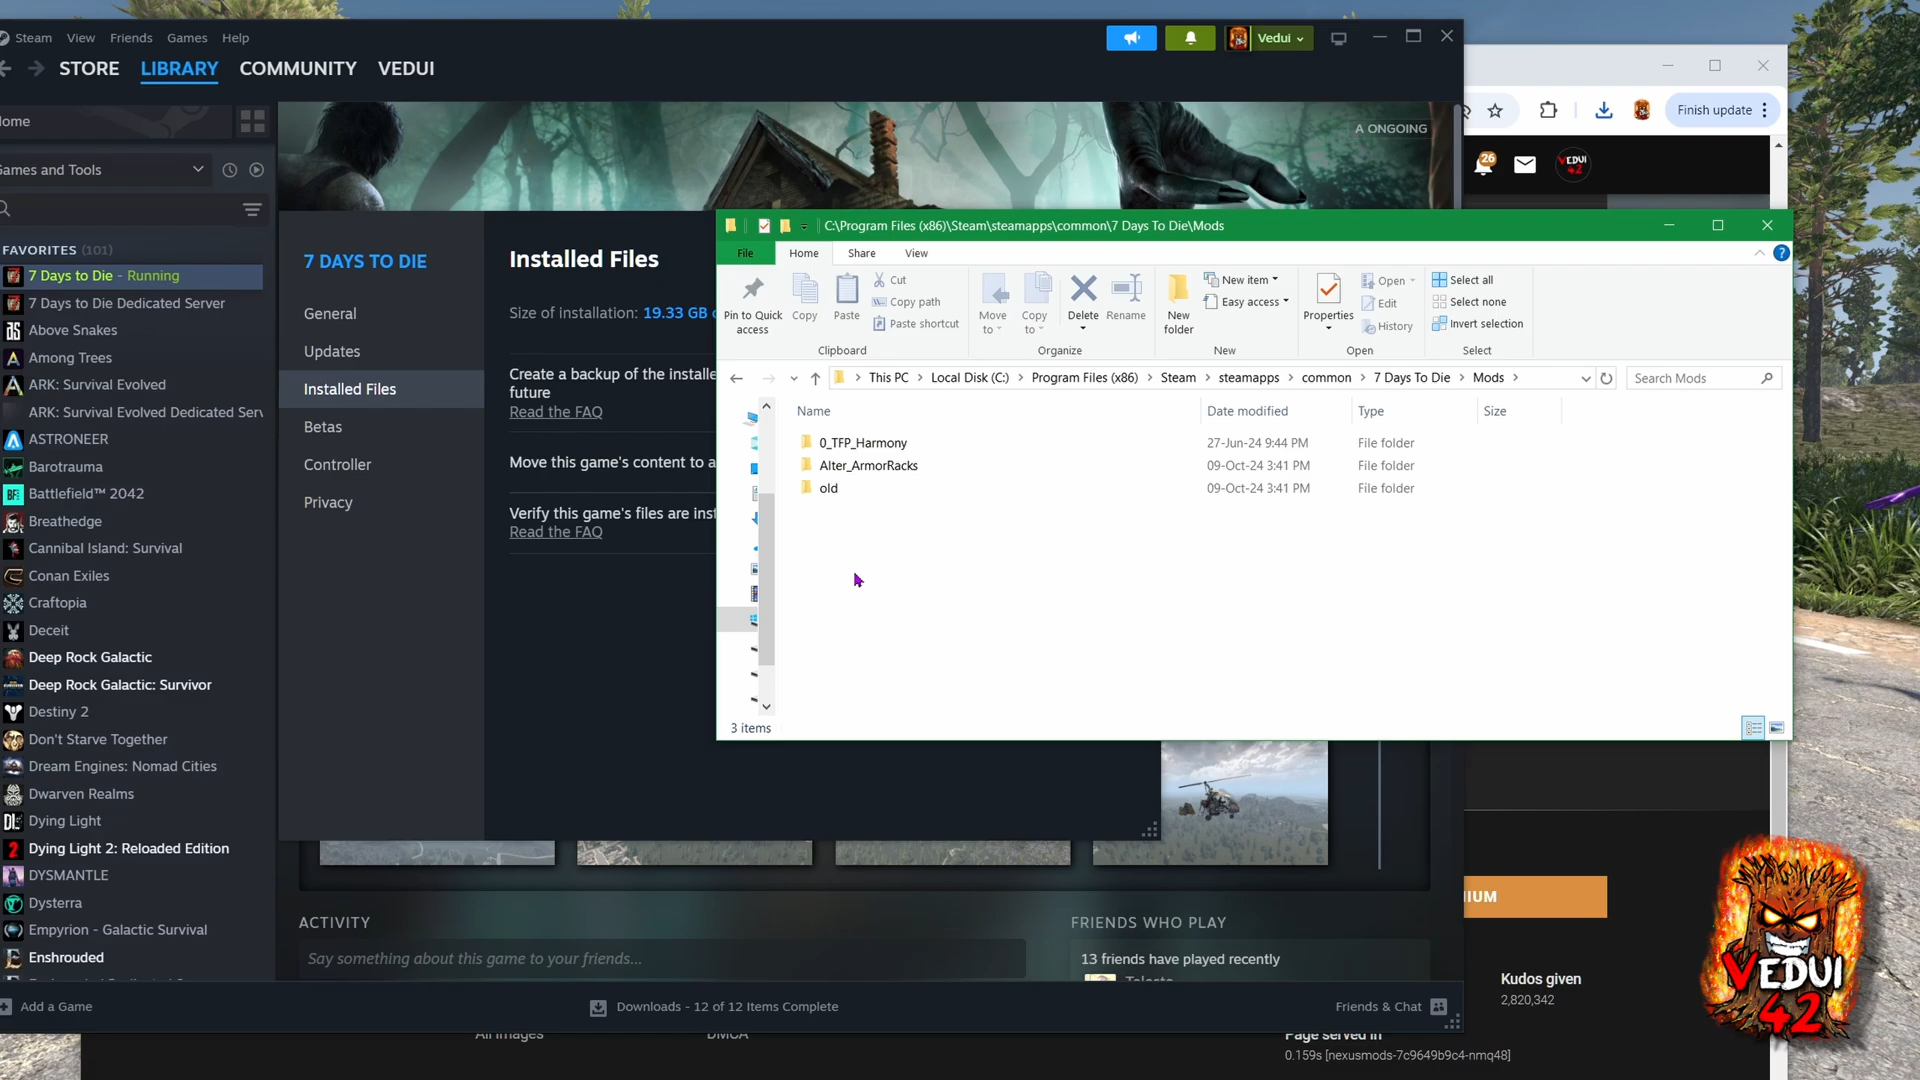 Steam View Friends Games Help
Vedui
STORE LIBRARY COMMUNITY VEDUI
ome
ames and Tools
FAVORITES (101)
7 Days to Die - Running
7 Days to Die Dedicated Server
Above Snakes
Among Trees
ARK: Survival Evolved
ARK: Survival Evolved Dedicated Serv
ASTRONEER
Barotrauma
Battlefield™ 2042
Breathedge
Cannibal Island: Survival
Conan Exiles
Craftopia
Deceit
Deep Rock Galactic
Deep Rock Galactic: Survivor
Destiny 2
Don't Starve Together
Dream Engines: Nomad Cities
Dwarven Realms
Dying Light
Dying Light 2: Reloaded Edition
DYSMANTLE
Dysterra
Empyrion - Galactic Survival
Enshrouded
Add a Game
Downloads - 12 of 12 Items Complete
Friends & Chat
A ONGOING
7 DAYS TO DIE
General
Updates
Installed Files
Betas
Controller
Privacy
Installed Files
Size of installation: 19.33 GB
Create a backup of the installe
future
Read the FAQ
Move this game's content to a
Verify this game's files are inst
Read the FAQ
C:\Program Files (x86)\Steam\steamapps\common\7 Days To Die\Mods
File Home Share View
Pin to Quick access
Copy
Paste
Cut
Copy path
Paste shortcut
Clipboard
Move to
Copy to
Delete
Rename
Organize
New folder
New item
Easy access
New
Properties
Open
Edit
History
Open
Select all
Select none
Invert selection
Select
This PC > Local Disk (C:) > Program Files (x86) > Steam > steamapps > common > 7 Days To Die > Mods >
Search Mods
Name Date modified Type Size
0_TFP_Harmony 27-Jun-24 9:44 PM File folder
Alter_ArmorRacks 09-Oct-24 3:41 PM File folder
old 09-Oct-24 3:41 PM File folder
3 items
ACTIVITY
Say something about this game to your friends...
FRIENDS WHO PLAY
13 friends have played recently
Finish update
26
VEDUI
42
IUM
Kudos given
2,820,342
All images
DMCA
Page served in
0.159s [nexusmods-7c9649b9c4-nmq48]
VEDUI
42